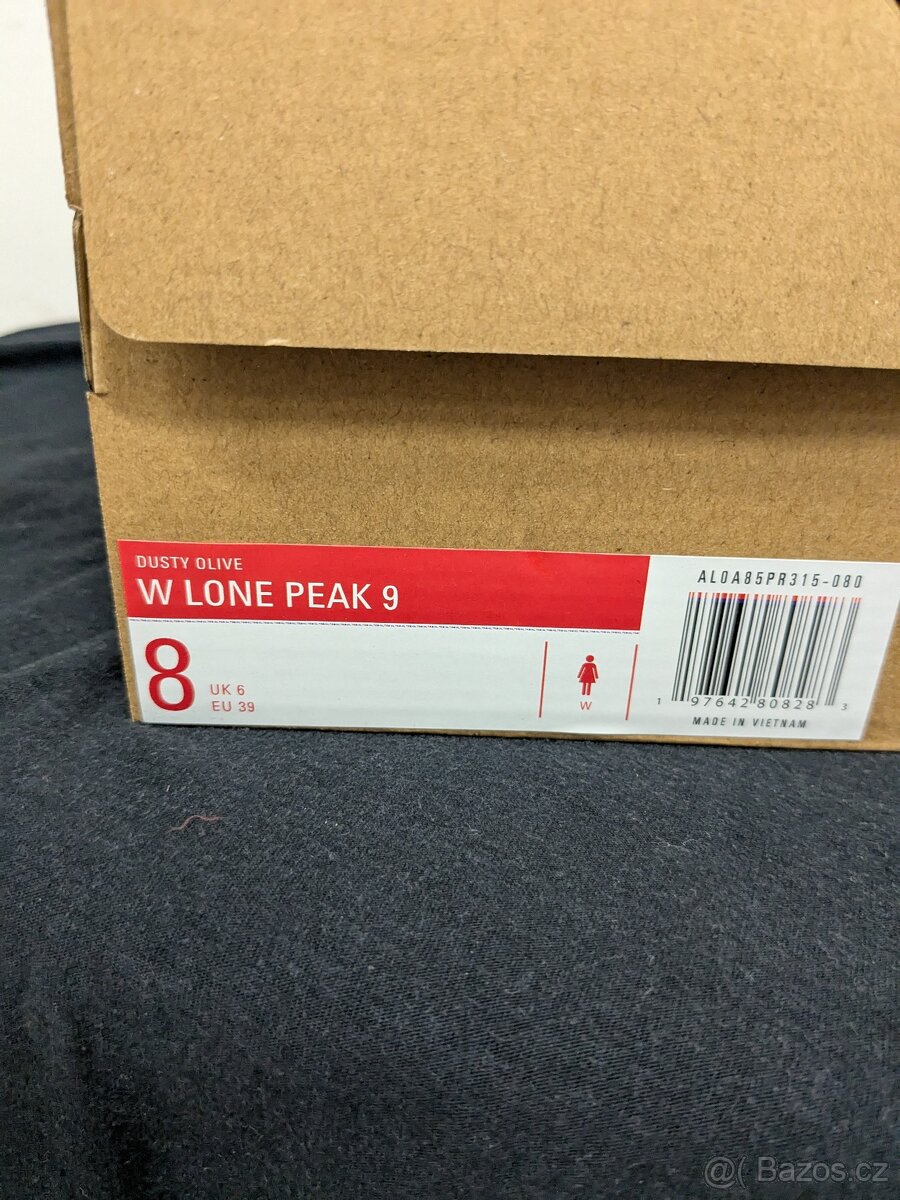 DUSTY OLIVE
W LONE PEAK 9
8
UK 6
EU 39
W
AL0A85PR315-080
1 97642 80828 3
MADE IN VIETNAM
@( Bazos.cz